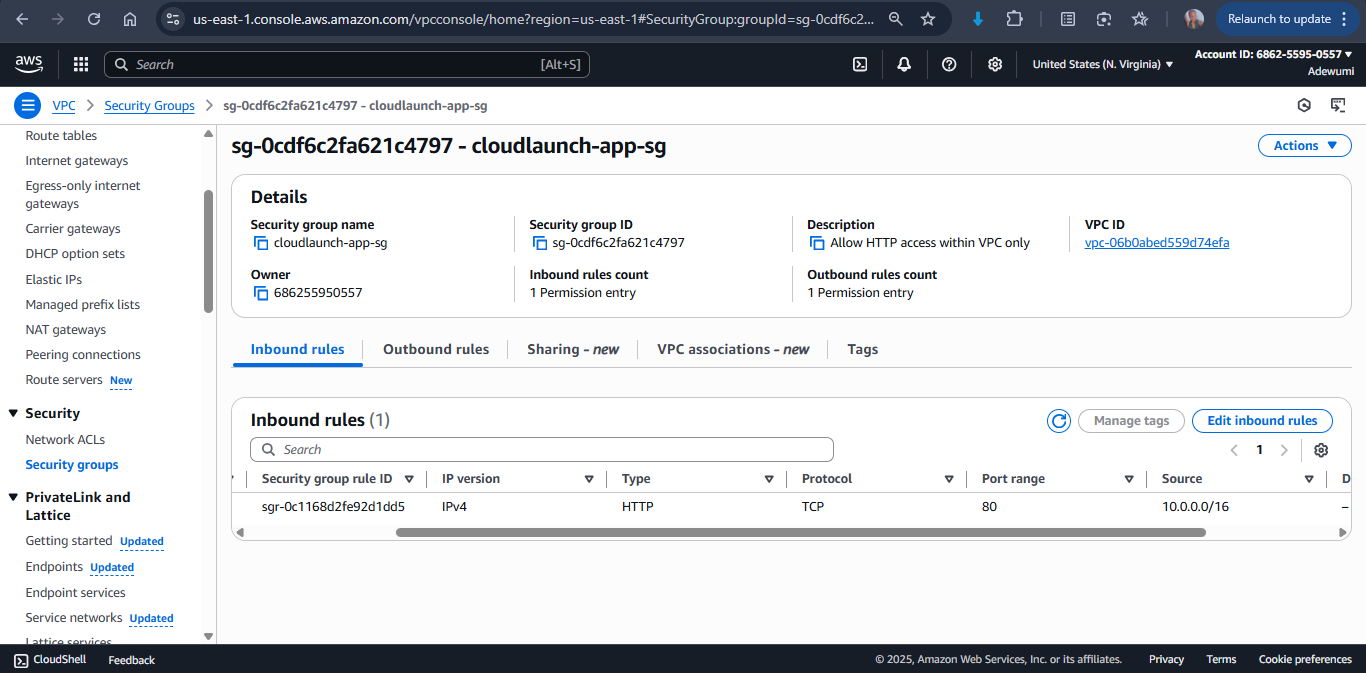 us-east-1.console.aws.amazon.com/vpcconsole/home?region=us-east-1#SecurityGroup:groupId=sg-0cdf6c2...
Relaunch to update
aws
Search
[Alt+S]
United States (N. Virginia)
Account ID: 6862-5595-0557
Adewumi
VPC
Security Groups
sg-0cdf6c2fa621c4797 - cloudlaunch-app-sg
Route tables
Internet gateways
Egress-only internet
gateways
Carrier gateways
DHCP option sets
Elastic IPs
Managed prefix lists
NAT gateways
Peering connections
Route servers New
Security
Network ACLs
Security groups
PrivateLink and
Lattice
Getting started Updated
Endpoints Updated
Endpoint services
Service networks Updated
Lattice services
sg-0cdf6c2fa621c4797 - cloudlaunch-app-sg
Actions
Details
Security group name
cloudlaunch-app-sg
Security group ID
sg-0cdf6c2fa621c4797
Description
Allow HTTP access within VPC only
VPC ID
vpc-06b0abed559d74efa
Owner
686255950557
Inbound rules count
1 Permission entry
Outbound rules count
1 Permission entry
Inbound rules
Outbound rules
Sharing - new
VPC associations - new
Tags
Inbound rules (1)
Manage tags
Edit inbound rules
Search
1
Security group rule ID
IP version
Type
Protocol
Port range
Source
D
sgr-0c1168d2fe92d1dd5
IPv4
HTTP
TCP
80
10.0.0.0/16
–
CloudShell
Feedback
© 2025, Amazon Web Services, Inc. or its affiliates.
Privacy
Terms
Cookie preferences